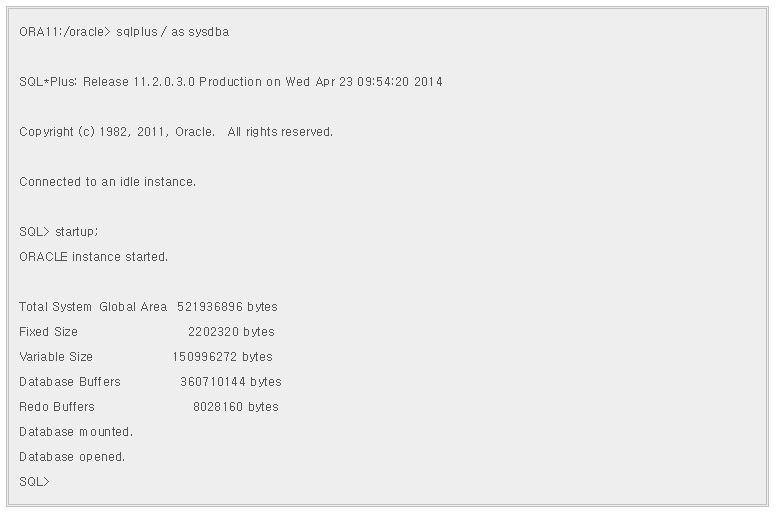 ORA11:/oracle> sqlplus / as sysdba
SQL*Plus: Release 11.2.0.3.0 Production on Wed Apr 23 09:54:20 2014
Copyright (c) 1982, 2011, Oracle.  All rights reserved.
Connected to an idle instance.
SQL> startup;
ORACLE instance started.
Total System Global Area 521936896 bytes
Fixed Size 2202320 bytes
Variable Size 150996272 bytes
Database Buffers 360710144 bytes
Redo Buffers 8028160 bytes
Database mounted.
Database opened.
SQL>